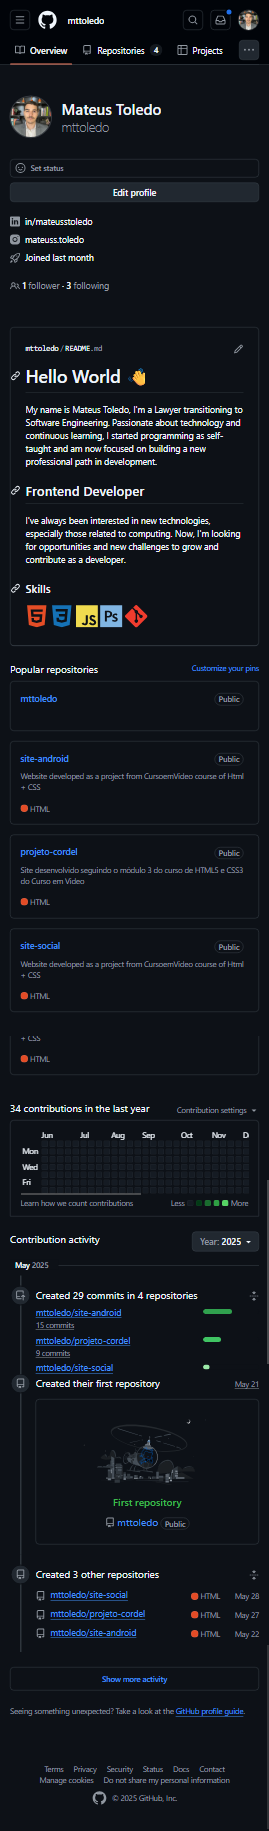 mttoledo
Overview
Repositories 4
Projects
Mateus Toledo
mttoledo
Set status
Edit profile
in/mateusstoledo
mateuss.toledo
Joined last month
1 follower · 3 following
mttoledo/README.md
Hello World
My name is Mateus Toledo, I'm a Lawyer transitioning to
Software Engineering. Passionate about technology and
continuous learning, I started programming as self-
taught and am now focused on building a new
professional path in development.
Frontend Developer
I've always been interested in new technologies,
especially those related to computing. Now, I'm looking
for opportunities and new challenges to grow and
contribute as a developer.
Skills
JS Ps
Popular repositories
Customize your pins
mttoledo
Public
site-android
Public
Website developed as a project from CursoemVideo course of Html
+ CSS
HTML
projeto-cordel
Public
Site desenvolvido seguindo o módulo 3 do curso de HTML5 e CSS3
do Curso em Video
HTML
site-social
Public
Website developed as a project from CursoemVideo course of Html
+ CSS
HTML
+ CSS
HTML
34 contributions in the last year
Contribution settings
Jun Jul Aug Sep Oct Nov D
Mon
Wed
Fri
Learn how we count contributions
Less More
Contribution activity
Year: 2025
May 2025
Created 29 commits in 4 repositories
mttoledo/site-android
15 commits
mttoledo/projeto-cordel
9 commits
mttoledo/site-social
Created their first repository
May 21
First repository
mttoledo Public
Created 3 other repositories
mttoledo/site-social HTML May 28
mttoledo/projeto-cordel HTML May 27
mttoledo/site-android HTML May 22
Show more activity
Seeing something unexpected? Take a look at the GitHub profile guide.
Terms Privacy Security Status Docs Contact
Manage cookies Do not share my personal information
© 2025 GitHub, Inc.